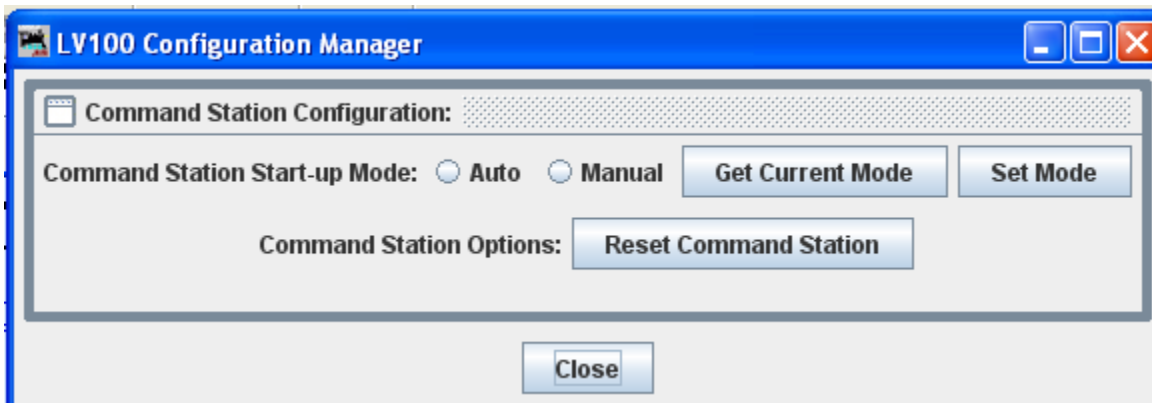 LV100 Configuration Manager
Command Station Configuration:
Command Station Start-up Mode: Auto Manual Get Current Mode Set Mode
Command Station Options: Reset Command Station
Close